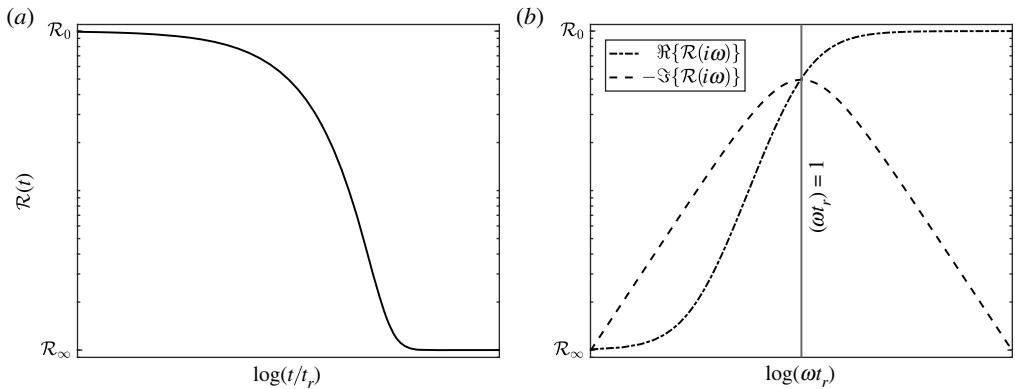 (a)
ℛ₀
ℛ(t)
ℛ∞
log(t/tᵣ)
(b)
ℛ₀
ℜ{ℛ(iω)}
−ℑ{ℛ(iω)}
(ωtᵣ) = 1
ℛ∞
log(ωtᵣ)